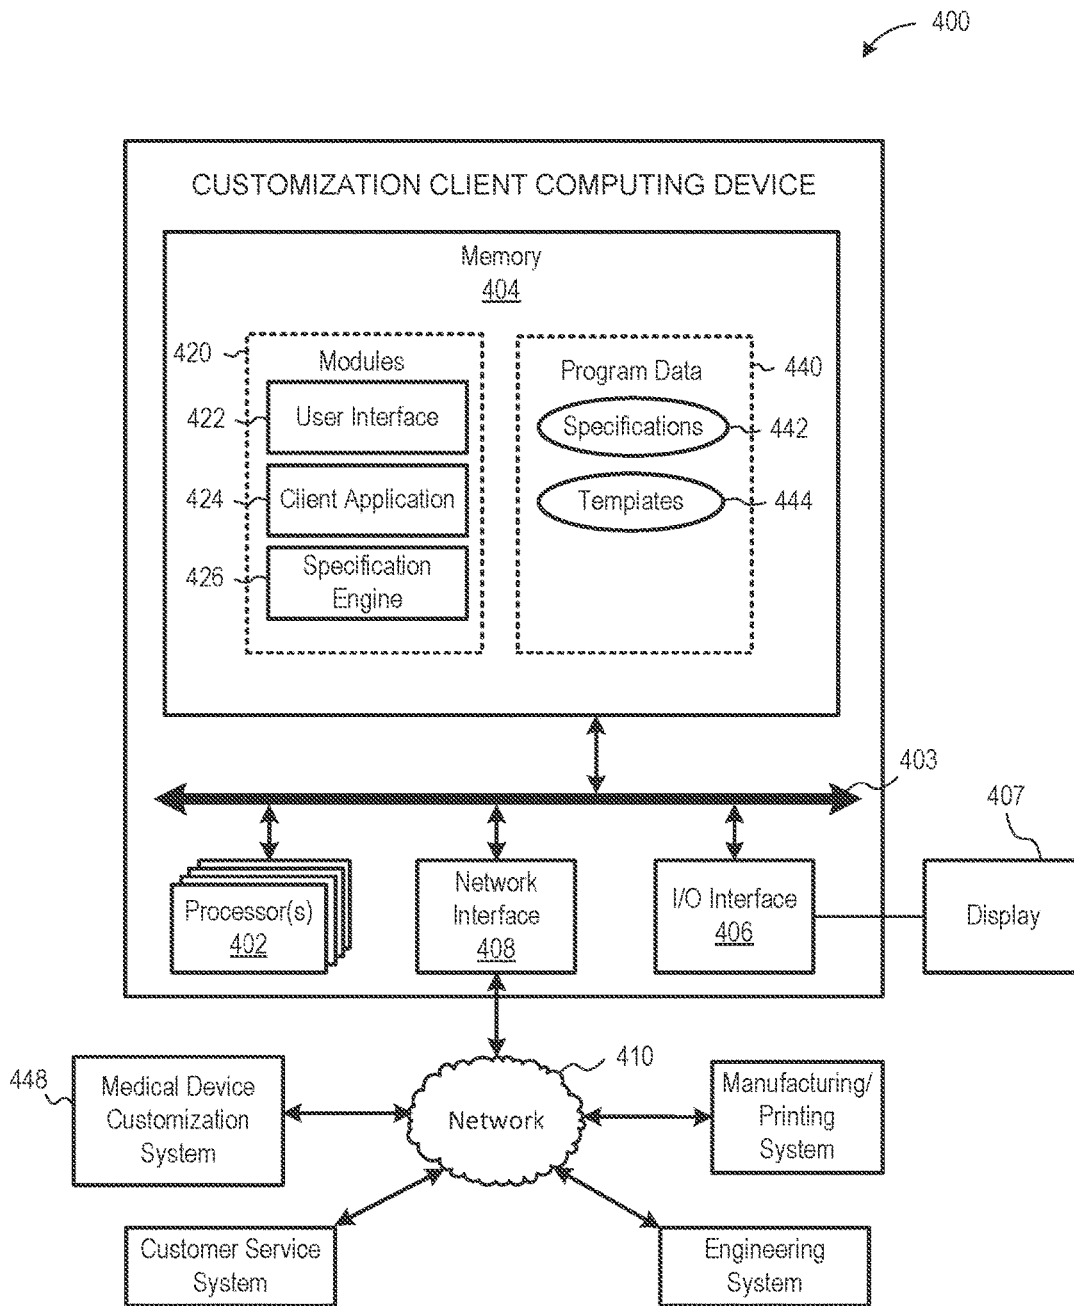 400
CUSTOMIZATION CLIENT COMPUTING DEVICE
Memory
404
420
Modules
422
User Interface
424
Client Application
426
Specification
Engine
Program Data
440
Specifications
442
Templates
444
403
407
Processor(s)
402
Network
Interface
408
I/O Interface
406
Display
448
Medical Device
Customization
System
410
Network
Manufacturing/
Printing
System
Customer Service
System
Engineering
System